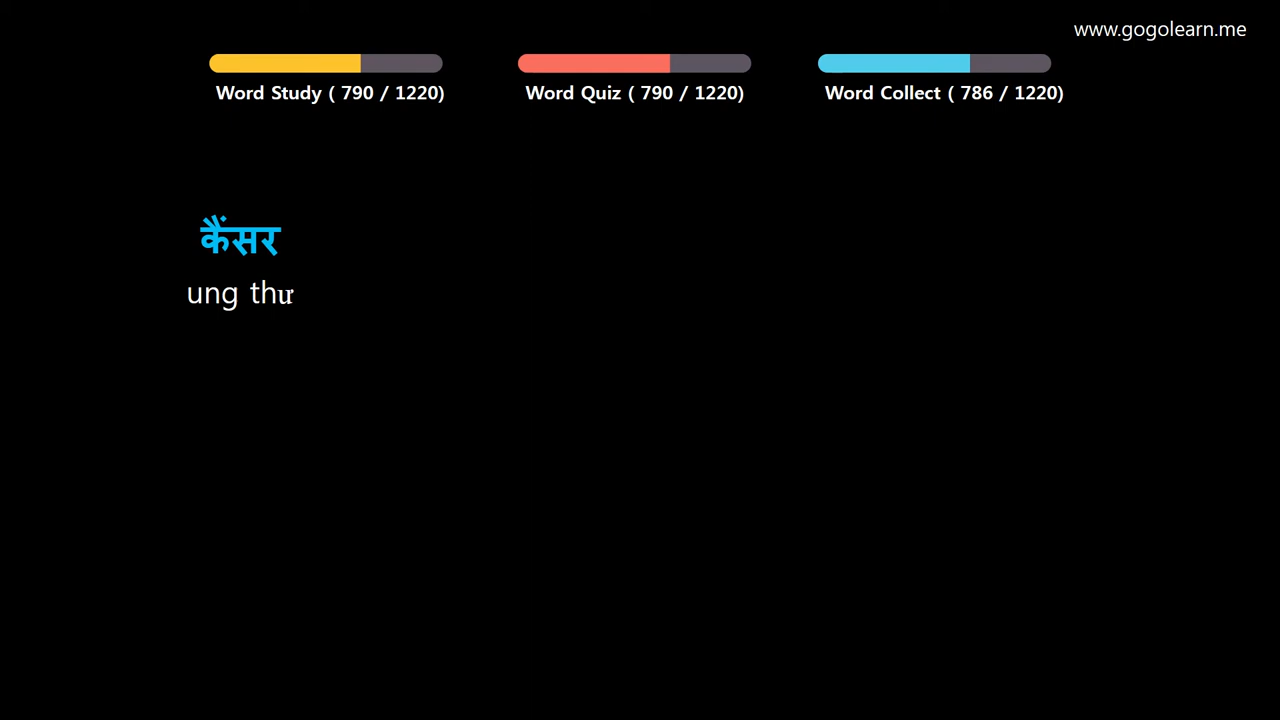 www.gogolearn.me
Word Study ( 790 / 1220)
Word Quiz ( 790 / 1220)
Word Collect ( 786 / 1220)
कैंसर
ung thư